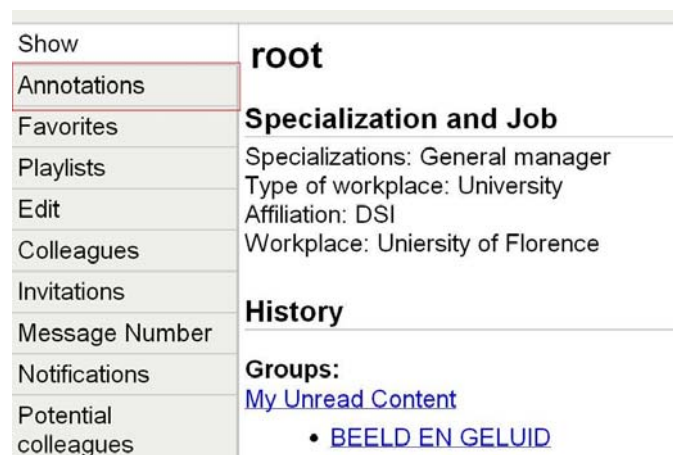 Show
Annotations
Favorites
Playlists
Edit
Colleagues
Invitations
Message Number
Notifications
Potential
colleagues
root
Specialization and Job
Specializations: General manager
Type of workplace: University
Affiliation: DSI
Workplace: Uniersity of Florence
History
Groups:
My Unread Content
• BEELD EN GELUID